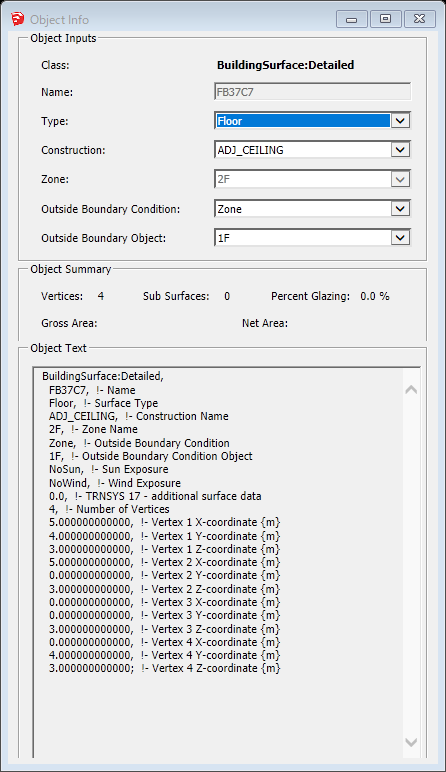 Object Info
Object Inputs
Class: BuildingSurface:Detailed
Name: FB37C7
Type: Floor
Construction: ADJ_CEILING
Zone: 2F
Outside Boundary Condition: Zone
Outside Boundary Object: 1F
Object Summary
Vertices: 4 Sub Surfaces: 0 Percent Glazing: 0.0 %
Gross Area: Net Area:
Object Text
BuildingSurface:Detailed,
FB37C7, !- Name
Floor, !- Surface Type
ADJ_CEILING, !- Construction Name
2F, !- Zone Name
Zone, !- Outside Boundary Condition
1F, !- Outside Boundary Condition Object
NoSun, !- Sun Exposure
NoWind, !- Wind Exposure
0.0, !- TRNSYS 17 - additional surface data
4, !- Number of Vertices
5.000000000000, !- Vertex 1 X-coordinate {m}
4.000000000000, !- Vertex 1 Y-coordinate {m}
3.000000000000, !- Vertex 1 Z-coordinate {m}
5.000000000000, !- Vertex 2 X-coordinate {m}
0.000000000000, !- Vertex 2 Y-coordinate {m}
3.000000000000, !- Vertex 2 Z-coordinate {m}
0.000000000000, !- Vertex 3 X-coordinate {m}
0.000000000000, !- Vertex 3 Y-coordinate {m}
3.000000000000, !- Vertex 3 Z-coordinate {m}
0.000000000000, !- Vertex 4 X-coordinate {m}
4.000000000000, !- Vertex 4 Y-coordinate {m}
3.000000000000; !- Vertex 4 Z-coordinate {m}